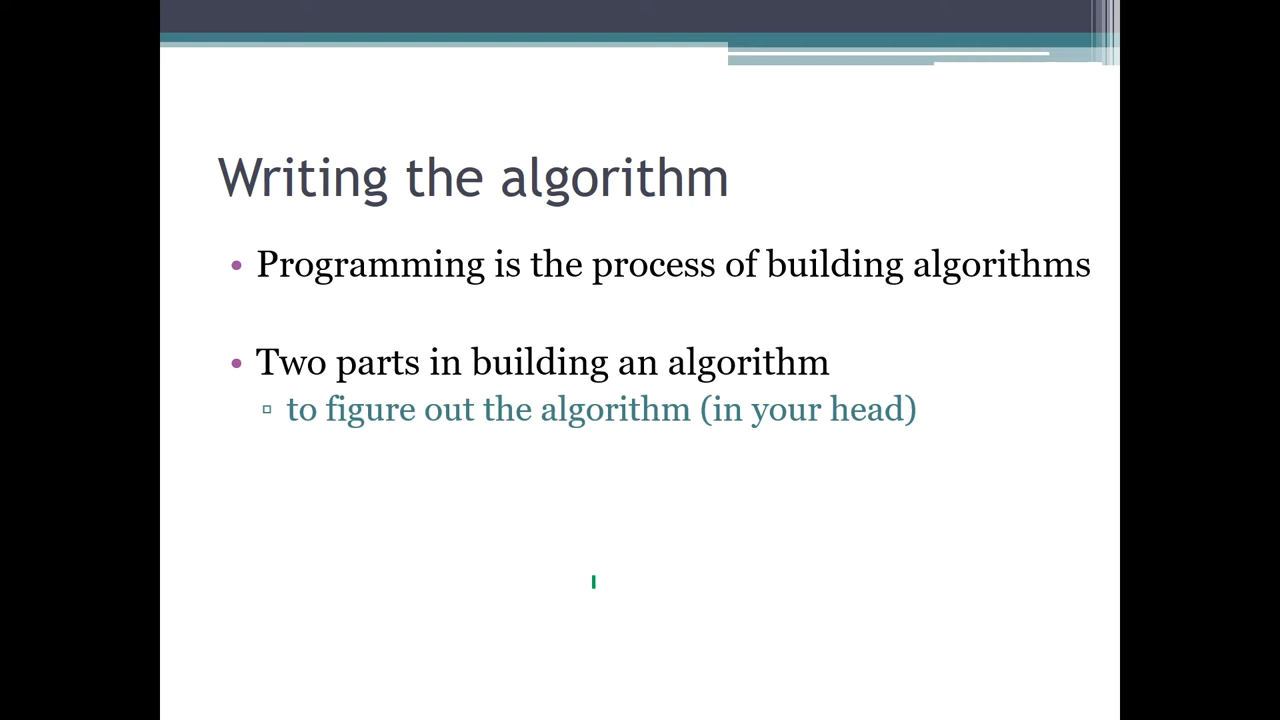 Writing the algorithm
• Programming is the process of building algorithms
• Two parts in building an algorithm
▫ to figure out the algorithm (in your head)